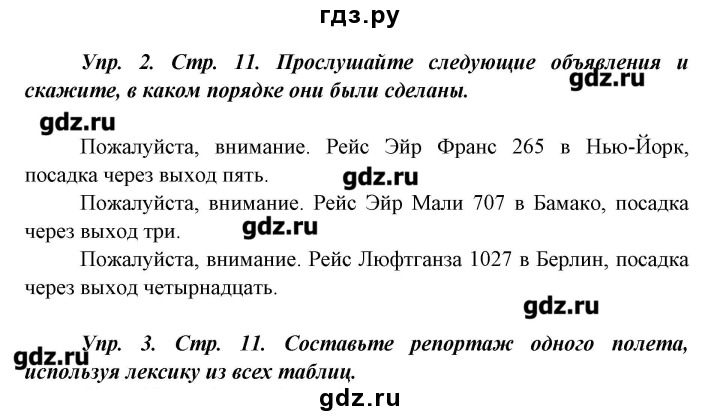 гдз.ру
Упр. 2. Стр. 11. Прослушайте следующие объявления и
скажите, в каком порядке они были сделаны.
gdz.ru
gdz.ru
Пожалуйста, внимание. Рейс Эйр Франс 265 в Нью-Йорк,
посадка через выход пять.
gdz.ru
Пожалуйста, внимание. Рейс Эйр Мали 707 в Бамако, посадка
через выход три.
gdz.ru
Пожалуйста, внимание. Рейс Люфтганза 1027 в Берлин, посадка
через выход четырнадцать.
gdz.ru
Упр. 3. Стр. 11. Составьте репортаж одного полета,
gdz.ru
используя лексику из всех таблиц.
gdz.ru